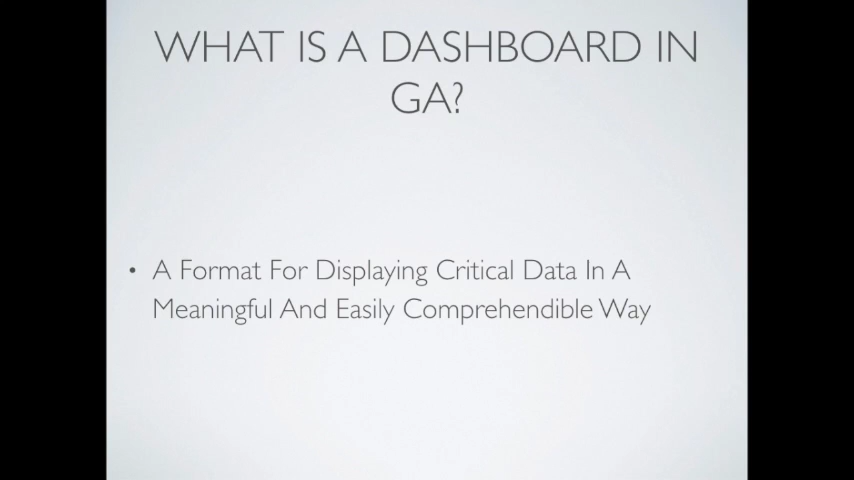 WHAT IS A DASHBOARD IN
GA?
• A Format For Displaying Critical Data In A
Meaningful And Easily Comprehendible Way